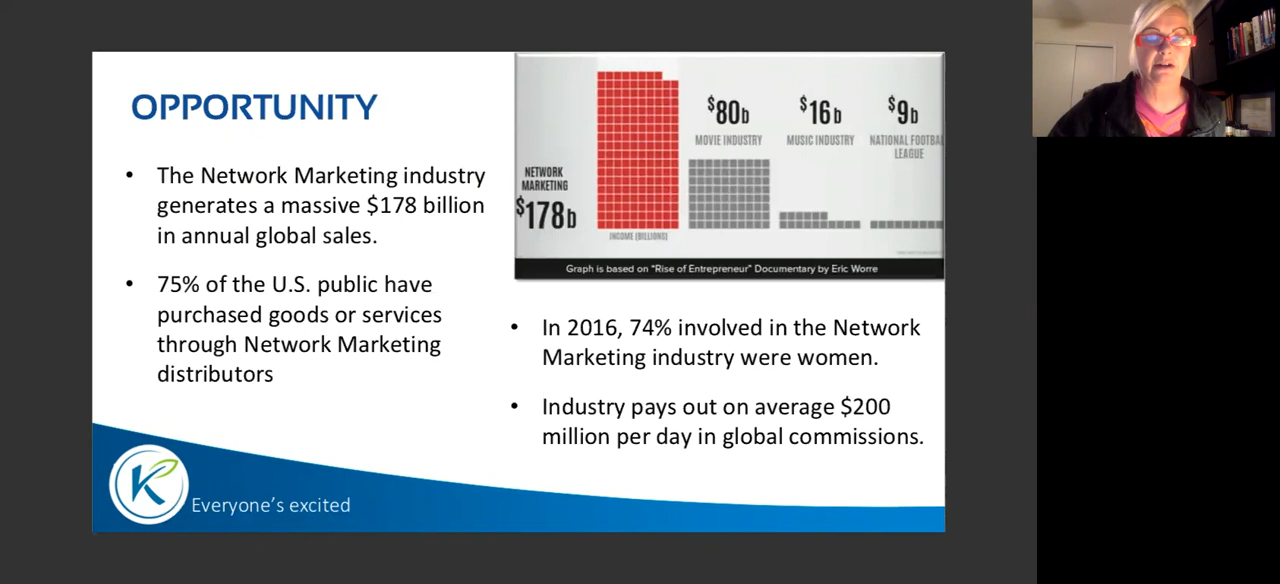 OPPORTUNITY
• The Network Marketing industry
generates a massive $178 billion
in annual global sales.
• 75% of the U.S. public have
purchased goods or services
through Network Marketing
distributors
NETWORK
MARKETING
$178b
INCOME (BILLIONS)
$80b
MOVIE INDUSTRY
$16b
MUSIC INDUSTRY
$9b
NATIONAL FOOTBA
LEAGUE
Graph is based on "Rise of Entrepreneur" Documentary by Eric Worre
• In 2016, 74% involved in the Network
Marketing industry were women.
• Industry pays out on average $200
million per day in global commissions.
K
Everyone's excited